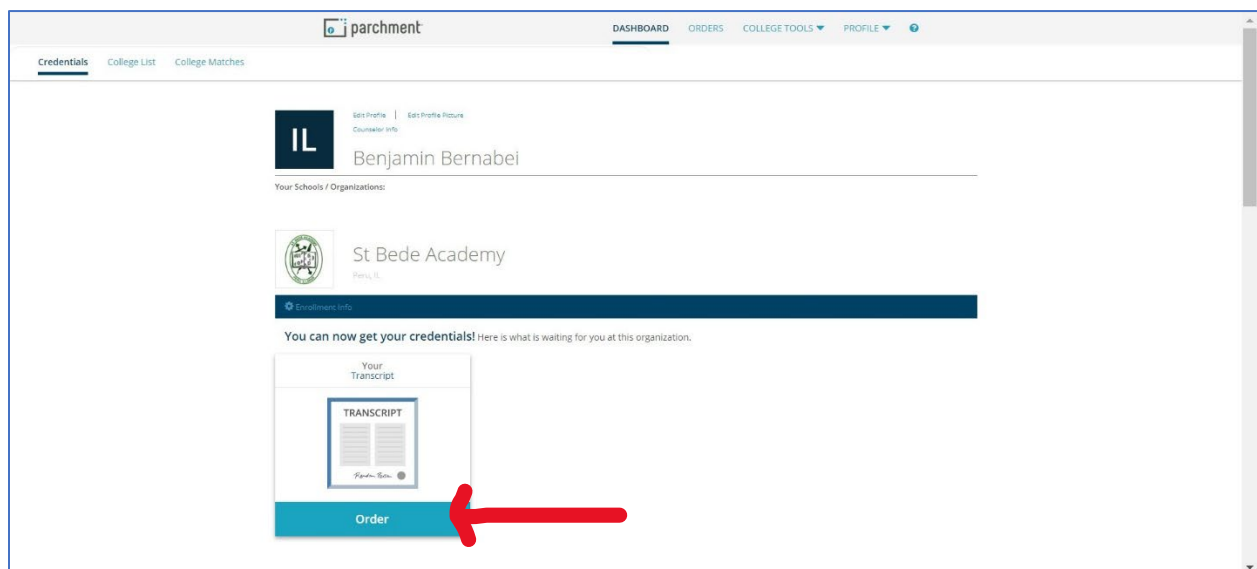 parchment
DASHBOARD ORDERS COLLEGE TOOLS PROFILE
Credentials College List College Matches
Edit Profile | Edit Profile Picture
Counselor Info
IL
Benjamin Bernabei
Your Schools / Organizations:
St Bede Academy
Peru, IL
Enrollment Info
You can now get your credentials! Here is what is waiting for you at this organization.
Your
Transcript
TRANSCRIPT
Order